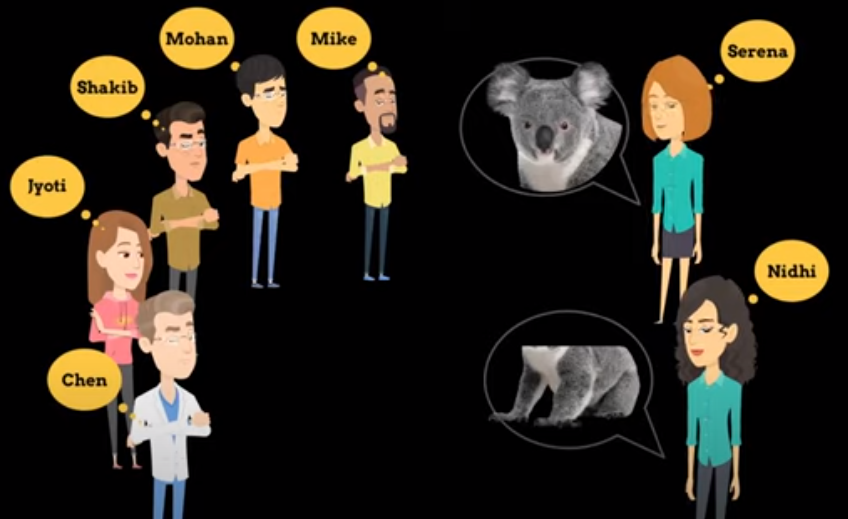 Mohan
Mike
Serena
Shakib
Jyoti
Nidhi
Chen